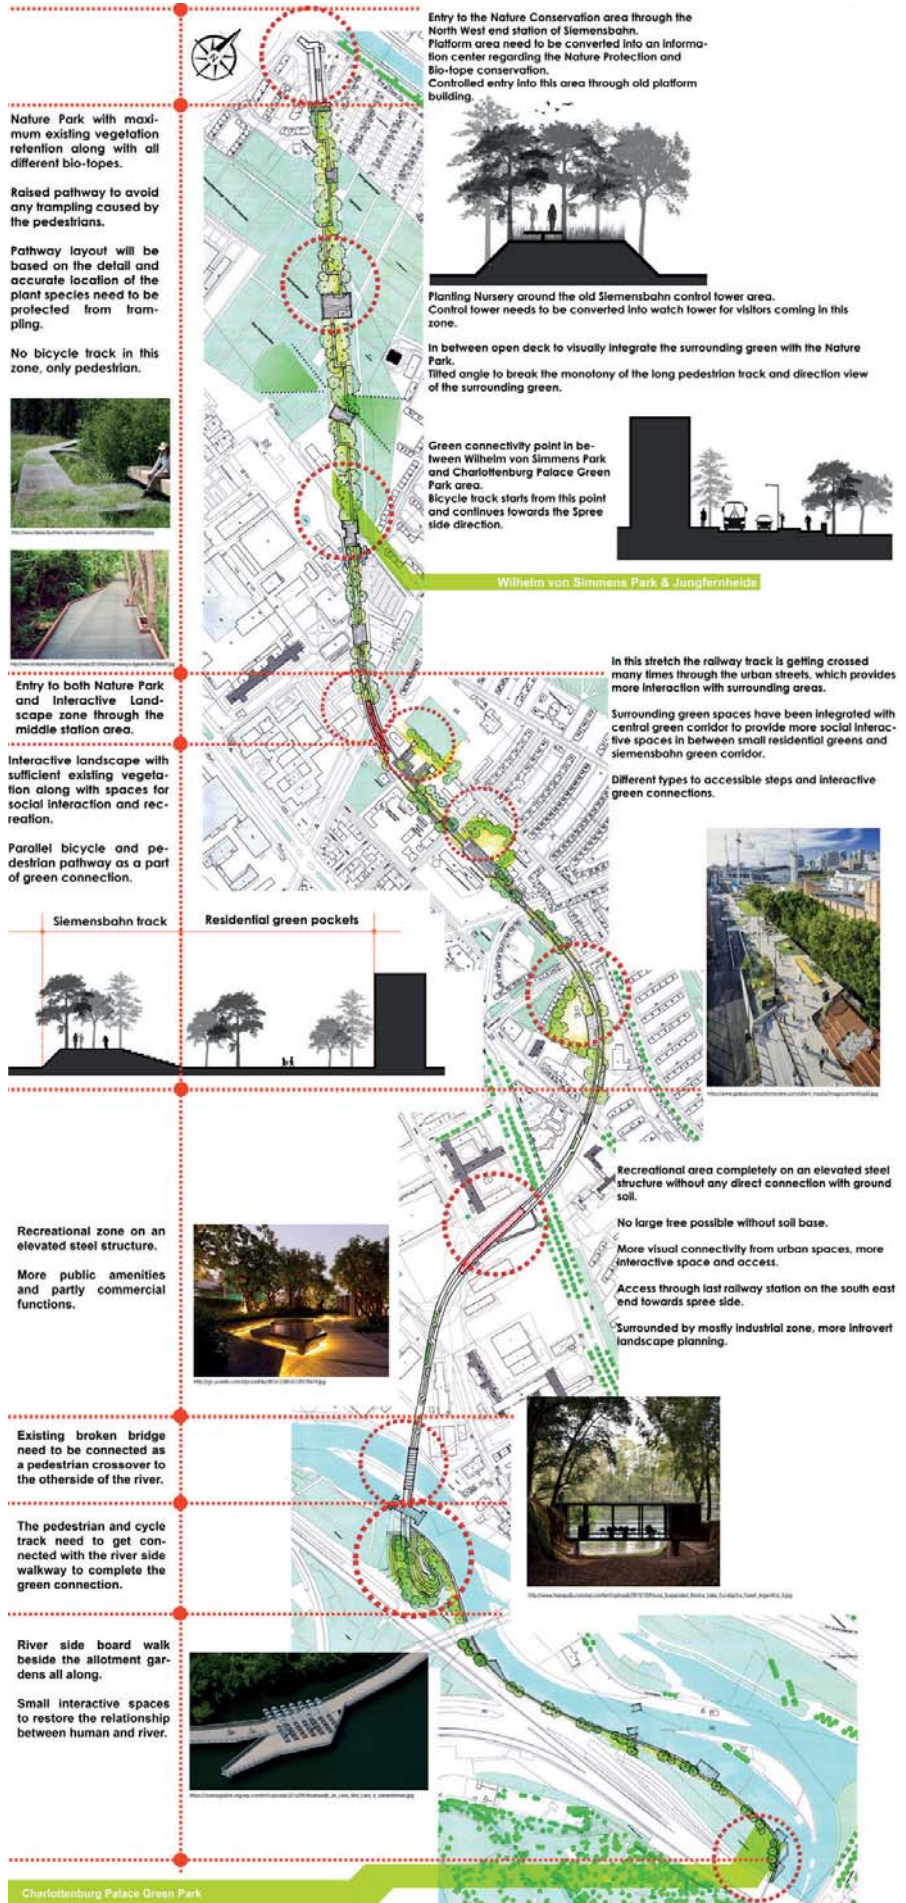 Entry to the Nature Conservation area through the
North West end station of Siemensbahn.
Platform area need to be converted into an informa-
tion center regarding the Nature Protection and
Bio-tope conservation.
Controlled entry into this area through old platform
building.
N
Nature Park with maxi-
mum existing vegetation
retention along with all
different bio-topes.
Raised pathway to avoid
any trampling caused by
the pedestrians.
Pathway layout will be
based on the detail and
accurate location of the
plant species need to be
protected from tram-
pling.
No bicycle track in this
zone, only pedestrian.
Planting Nursery around the old Siemensbahn control tower area.
Control tower needs to be converted into watch tower for visitors coming in this
zone.
In between open deck to visually integrate the surrounding green with the Nature
Park.
Tilted angle to break the monotony of the long pedestrian track and direction view
of the surrounding green.
Green connectivity point in be-
tween Wilhelm von Simmens Park
and Charlottenburg Palace Green
Park area.
Bicycle track starts from this point
and continues towards the Spree
side direction.
Wilhelm von Simmens Park & Jungfernheide
In this stretch the railway track is getting crossed
many times through the urban streets, which provides
more interaction with surrounding areas.
Surrounding green spaces have been integrated with
central green corridor to provide more social interac-
tive spaces in between small residential greens and
siemensbahn green corridor.
Different types to accessible steps and interactive
green connections.
Entry to both Nature Park
and Interactive Land-
scape zone through the
middle station area.
Interactive landscape with
sufficient existing vegeta-
tion along with spaces for
social interaction and rec-
reation.
Parallel bicycle and pe-
destrian pathway as a part
of green connection.
Siemensbahn track
Residential green pockets
Recreational area completely on an elevated steel
structure without any direct connection with ground
soil.
No large tree possible without soil base.
More visual connectivity from urban spaces, more
interactive space and access.
Access through last railway station on the south east
end towards spree side.
Surrounded by mostly industrial zone, more introvert
landscape planning.
Recreational zone on an
elevated steel structure.
More public amenities
and partly commercial
functions.
Existing broken bridge
need to be connected as
a pedestrian crossover to
the otherside of the river.
The pedestrian and cycle
track need to get con-
nected with the river side
walkway to complete the
green connection.
River side board walk
beside the allotment gar-
dens all along.
Small interactive spaces
to restore the relationship
between human and river.
Charlottenburg Palace Green Park